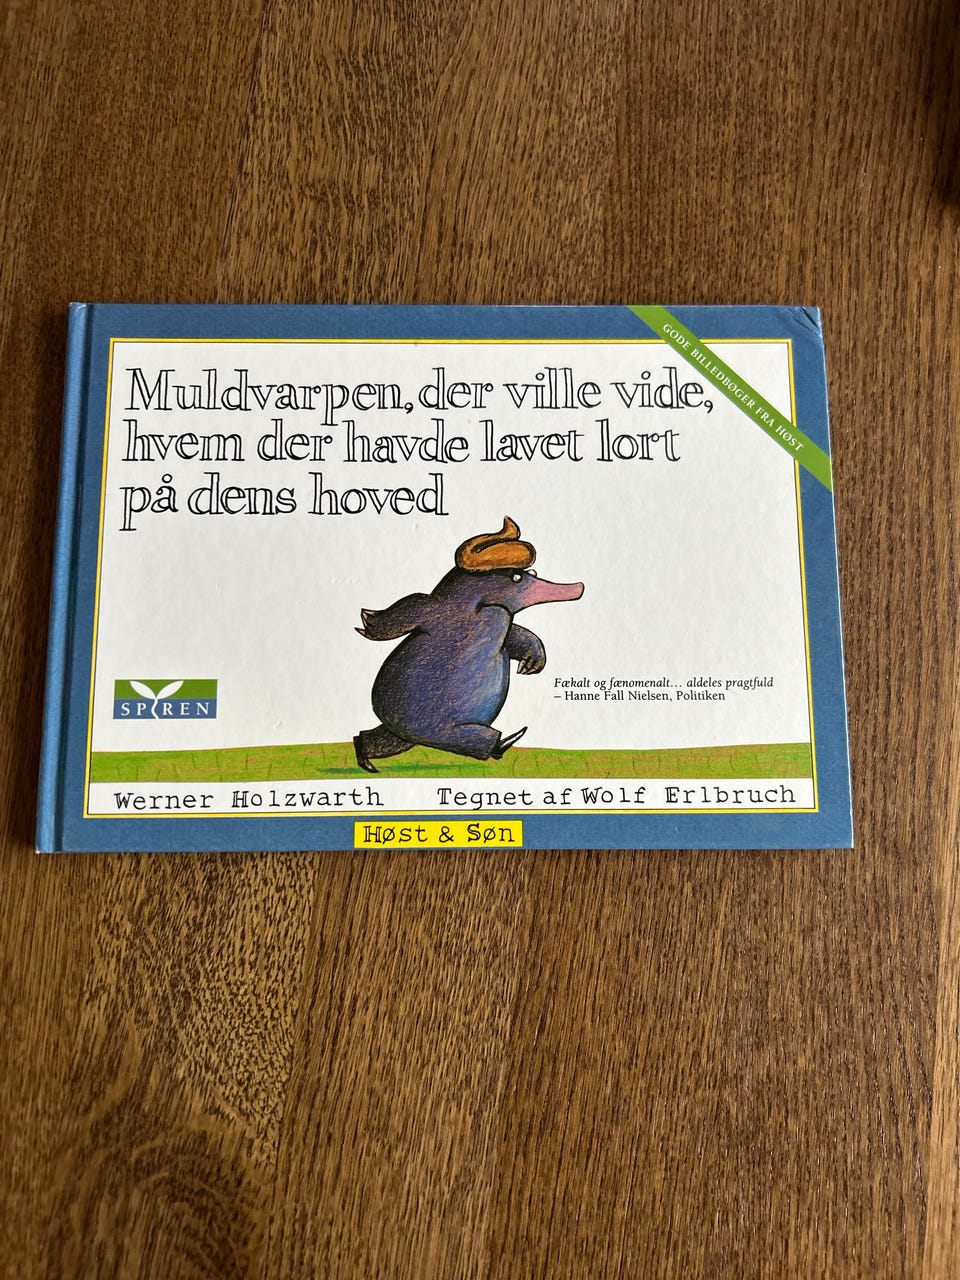 GODE BILLEDBØGER FRA HØST
Muldvarpen, der ville vide,
hvem der havde lavet lort
på dens hoved
Fækalt og fænomenalt... aldeles pragtfuld
– Hanne Fall Nielsen, Politiken
SPIREN
Werner Holzwarth Tegnet af Wolf Erlbruch
Høst & Søn